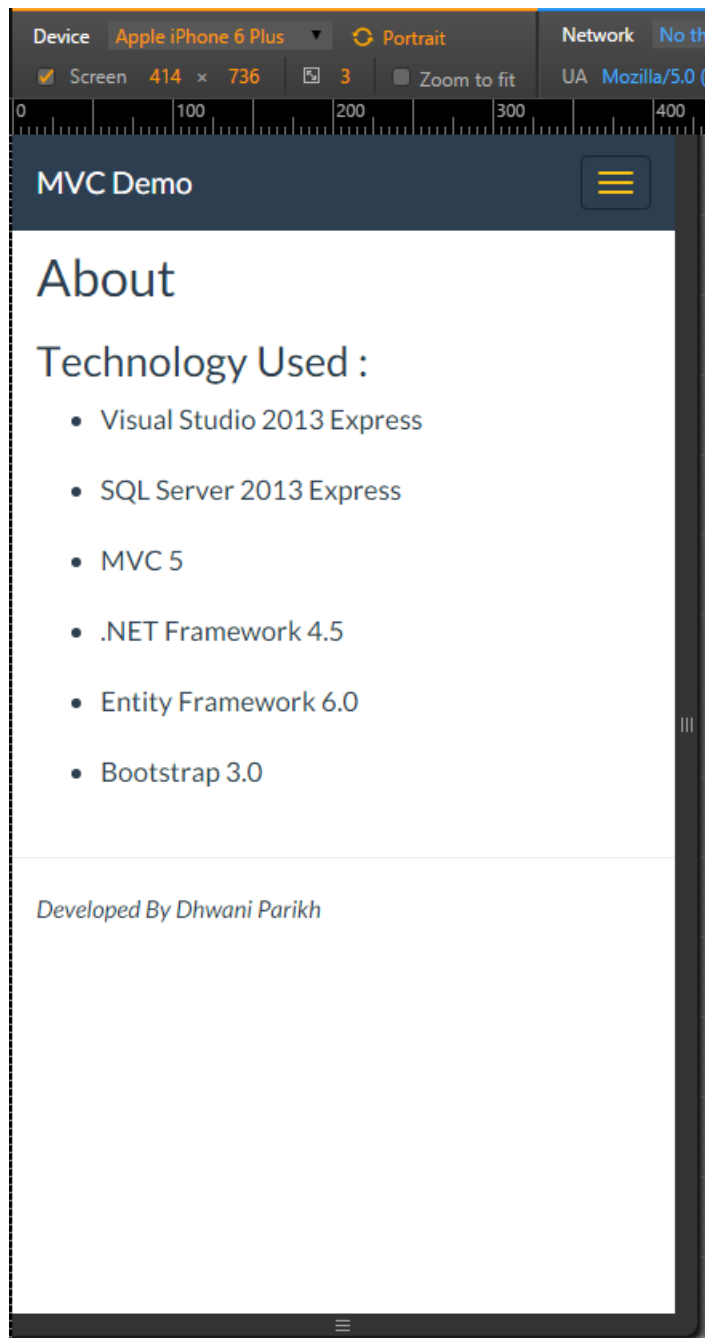 Device Apple iPhone 6 Plus Portrait Network No th
Screen 414 × 736 3 Zoom to fit UA Mozilla/5.0 (
0 100 200 300 400
MVC Demo
About
Technology Used :
Visual Studio 2013 Express
SQL Server 2013 Express
MVC 5
.NET Framework 4.5
Entity Framework 6.0
Bootstrap 3.0
Developed By Dhwani Parikh